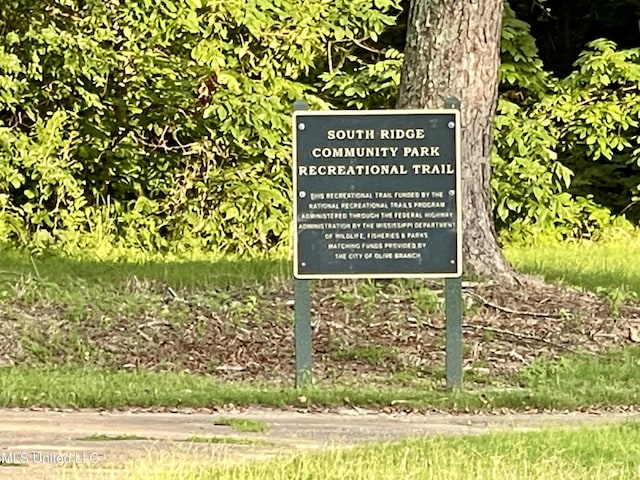 SOUTH RIDGE
COMMUNITY PARK
RECREATIONAL TRAIL
THIS RECREATIONAL TRAIL FUNDED BY THE
NATIONAL RECREATIONAL TRAILS PROGRAM
ADMINISTERED THROUGH THE FEDERAL HIGHWAY
ADMINISTRATION BY THE MISSISSIPPI DEPARTMENT
OF WILDLIFE, FISHERIES & PARKS
MATCHING FUNDS PROVIDED BY
THE CITY OF OLIVE BRANCH
MLS United LLC